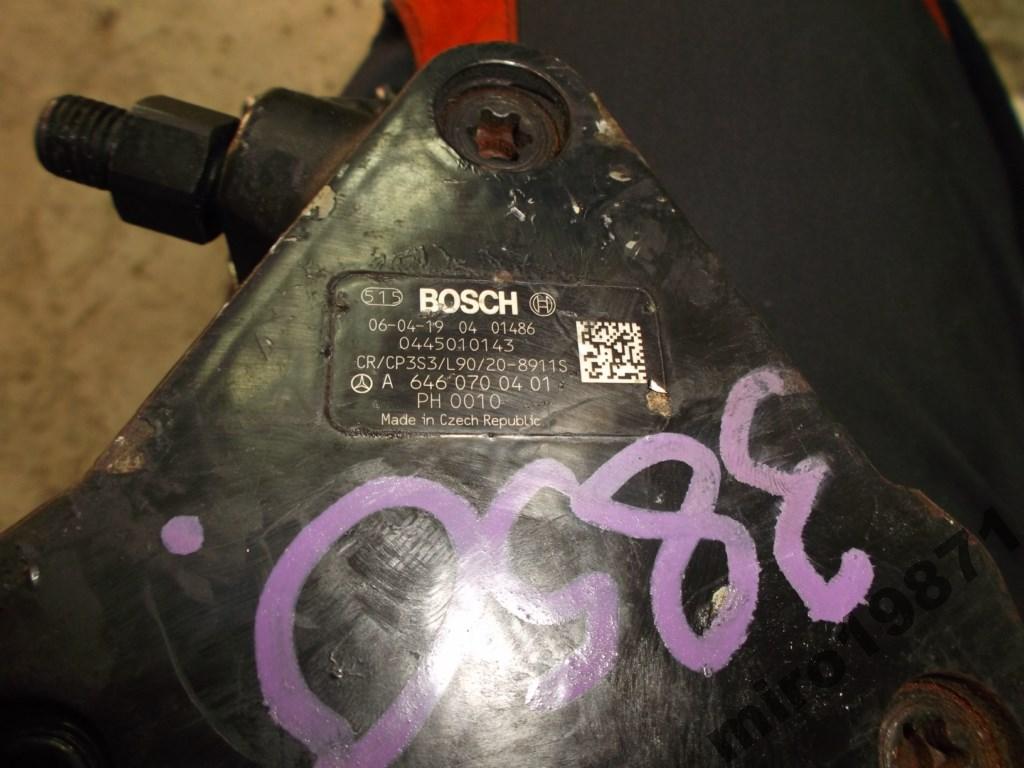 515 BOSCH
06-04-19 04 01486
0445010143
CR/CP3S3/L90/20-8911S
A 646 070 04 01
PH 0010
Made in Czech Republic
miro19871